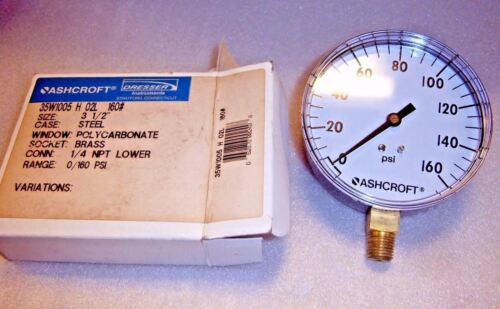 ASHCROFT®
DRESSER
Instruments
STRATFORD, CONNECTICUT
35W1005 H 02L 160#
SIZE: 3 1/2"
CASE: STEEL
WINDOW: POLYCARBONATE
SOCKET: BRASS
CONN: 1/4 NPT LOWER
RANGE: 0/160 PSI
VARIATIONS:
35W1005 H 02L 160#
0
20
40
60
80
100
120
140
160
psi
ASHCROFT®